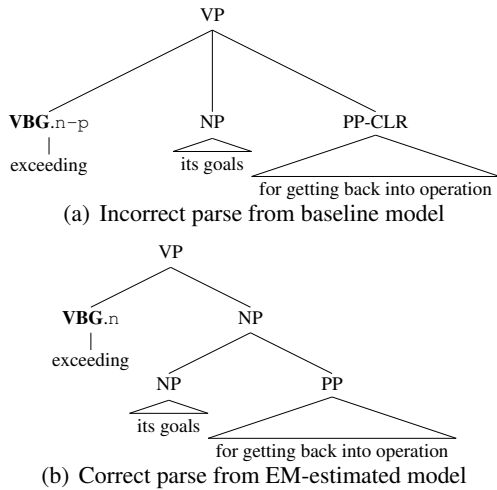 VP
VBG.n-p NP PP-CLR
exceeding its goals for getting back into operation
(a) Incorrect parse from baseline model
VP
VBG.n NP
exceeding NP PP
its goals for getting back into operation
(b) Correct parse from EM-estimated model